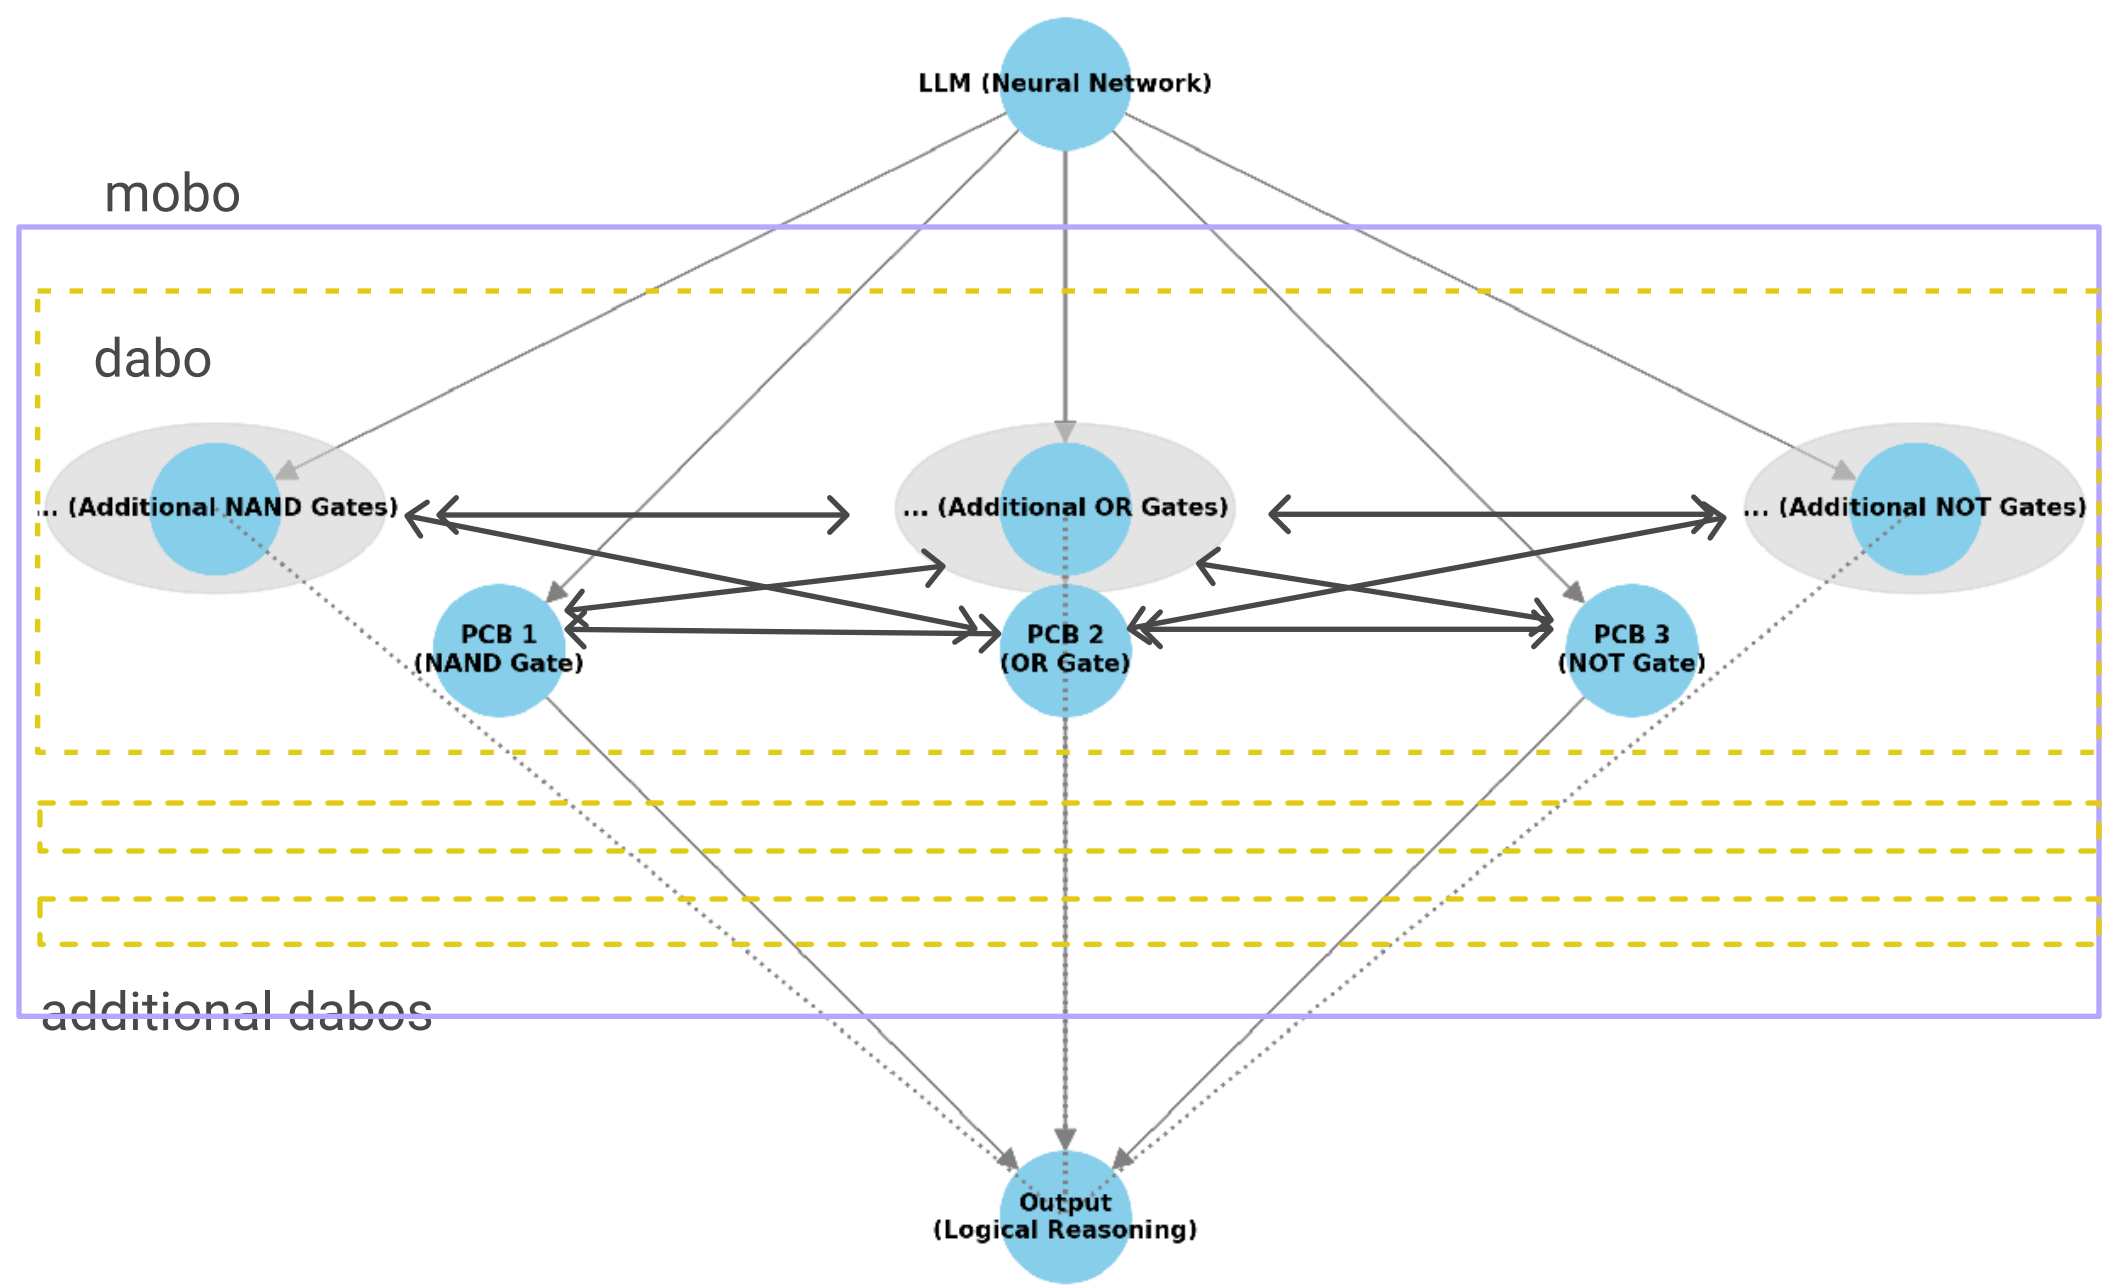 LLM (Neural Network)
mobo
dabo
... (Additional NAND Gates)
... (Additional OR Gates)
... (Additional NOT Gates)
PCB 1
(NAND Gate)
PCB 2
(OR Gate)
PCB 3
(NOT Gate)
additional dabos
Output
(Logical Reasoning)